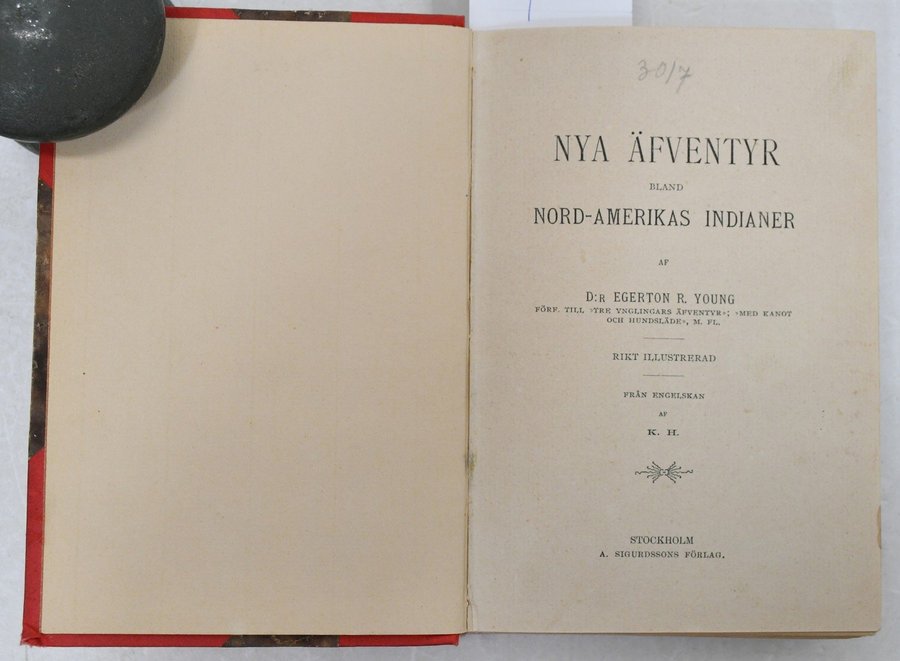 30/7
NYA ÄFVENTYR
BLAND
NORD-AMERIKAS INDIANER
AF
D:R EGERTON R. YOUNG
FÖRF. TILL »TRE YNGLINGARS ÄFVENTYR»; »MED KANOT
OCH HUNDSLÄDE», M. FL.
RIKT ILLUSTRERAD
FRÅN ENGELSKAN
AF
K. H.
STOCKHOLM
A. SIGURDSSONS FÖRLAG.